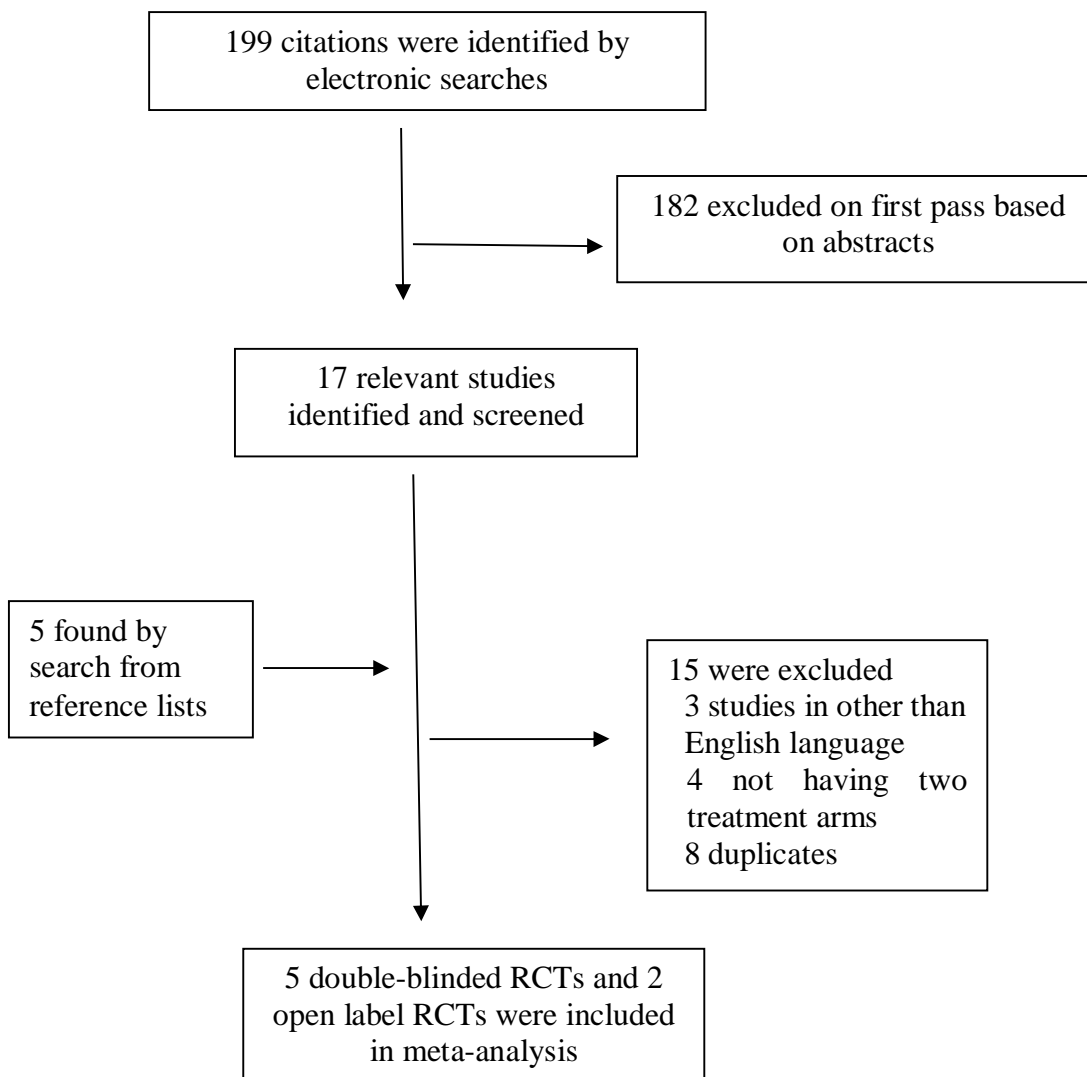 199 citations were identified by
electronic searches
182 excluded on first pass based
on abstracts
17 relevant studies
identified and screened
5 found by
search from
reference lists
15 were excluded
3 studies in other than
English language
4 not having two
treatment arms
8 duplicates
5 double-blinded RCTs and 2
open label RCTs were included
in meta-analysis